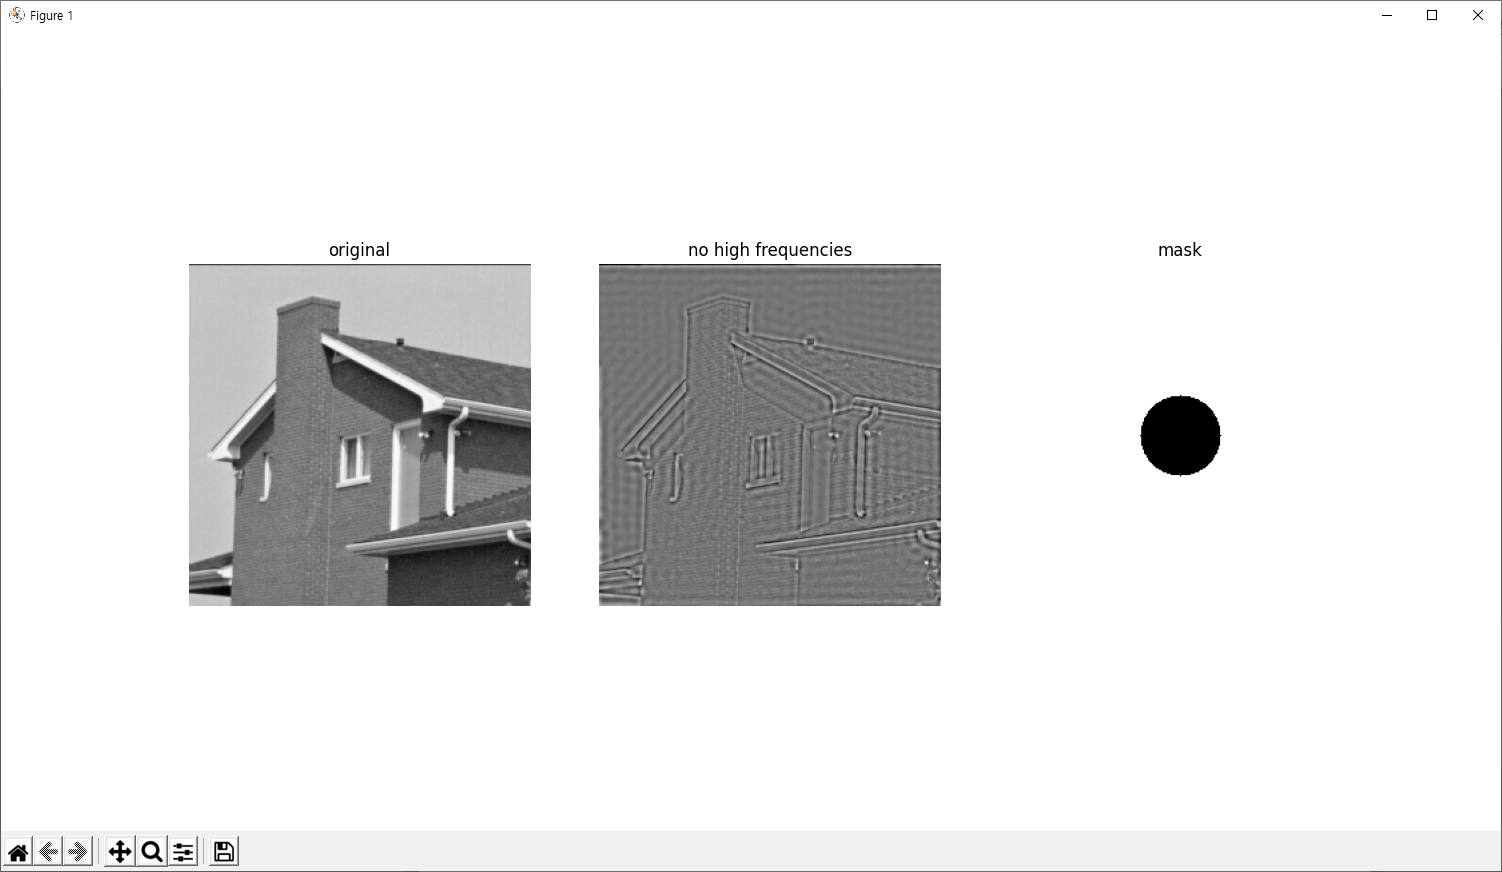 Figure 1
original
no high frequencies
mask